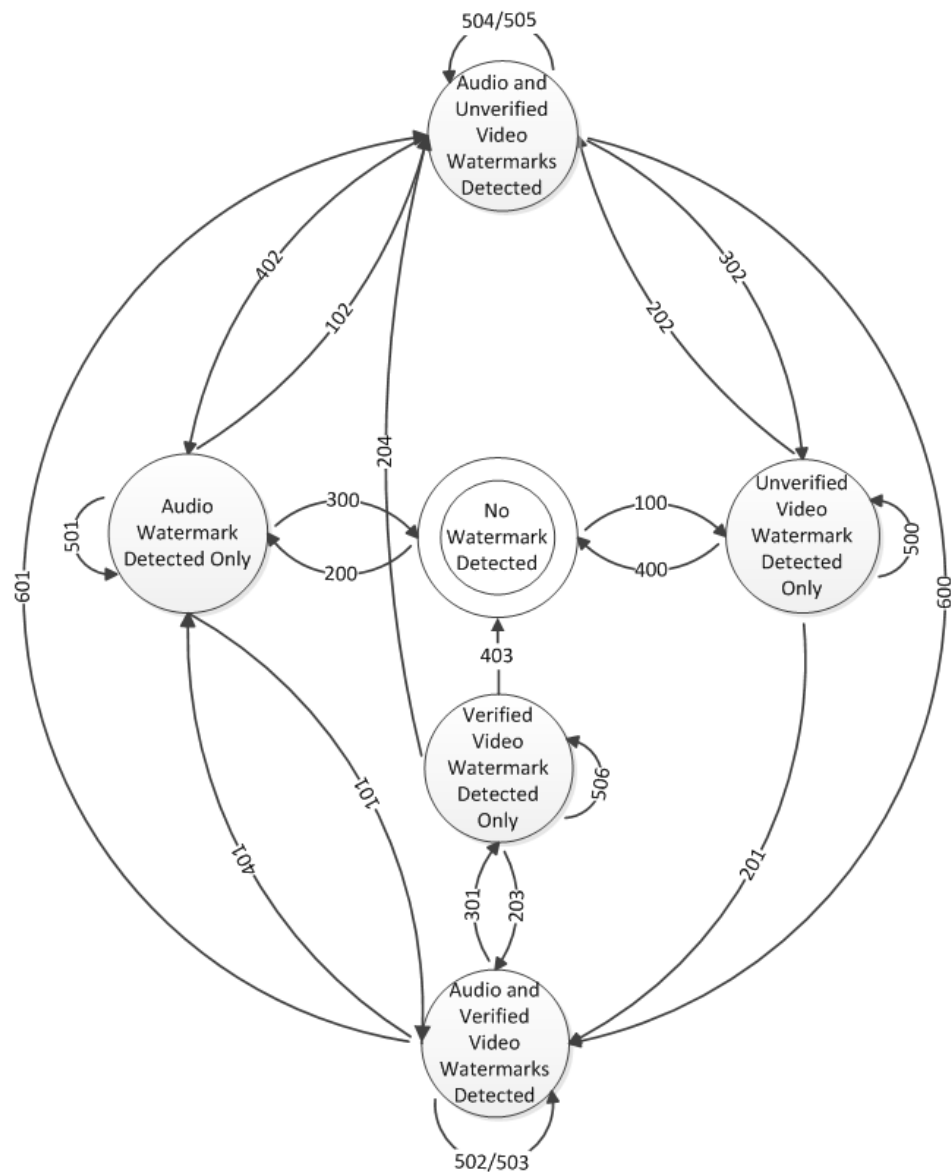 504/505
Audio and
Unverified
Video
Watermarks
Detected
402
102
302
202
204
601
600
Audio
Watermark
Detected Only
501
300
200
No
Watermark
Detected
100
400
Unverified
Video
Watermark
Detected
Only
500
403
Verified
Video
Watermark
Detected
Only
506
101
401
201
301
203
Audio and
Verified
Video
Watermarks
Detected
502/503